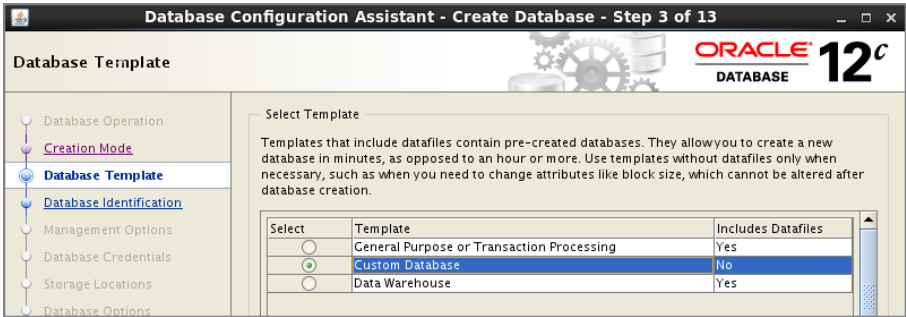 Database Configuration Assistant - Create Database - Step 3 of 13
Database Template
ORACLE
DATABASE
12c
Database Operation
Creation Mode
Database Template
Database Identification
Management Options
Database Credentials
Storage Locations
Database Options
Select Template
Templates that include datafiles contain pre-created databases. They allow you to create a new
database in minutes, as opposed to an hour or more. Use templates without datafiles only when
necessary, such as when you need to change attributes like block size, which cannot be altered after
database creation.
Select Template Includes Datafiles
General Purpose or Transaction Processing Yes
Custom Database No
Data Warehouse Yes